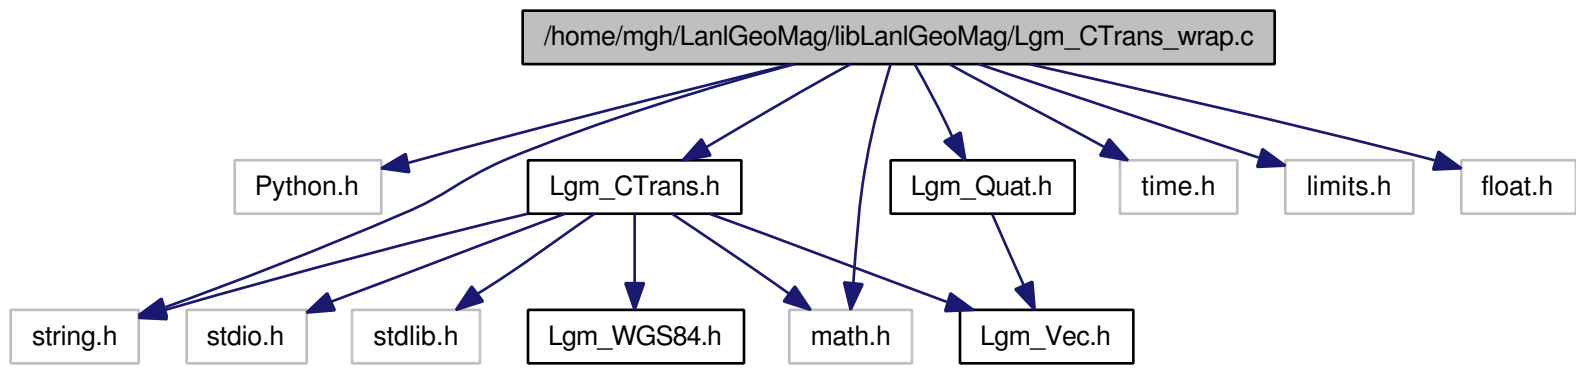 /home/mgh/LanlGeoMag/libLanlGeoMag/Lgm_CTrans_wrap.c
Python.h
Lgm_CTrans.h
Lgm_Quat.h
time.h
limits.h
float.h
string.h
stdio.h
stdlib.h
Lgm_WGS84.h
math.h
Lgm_Vec.h